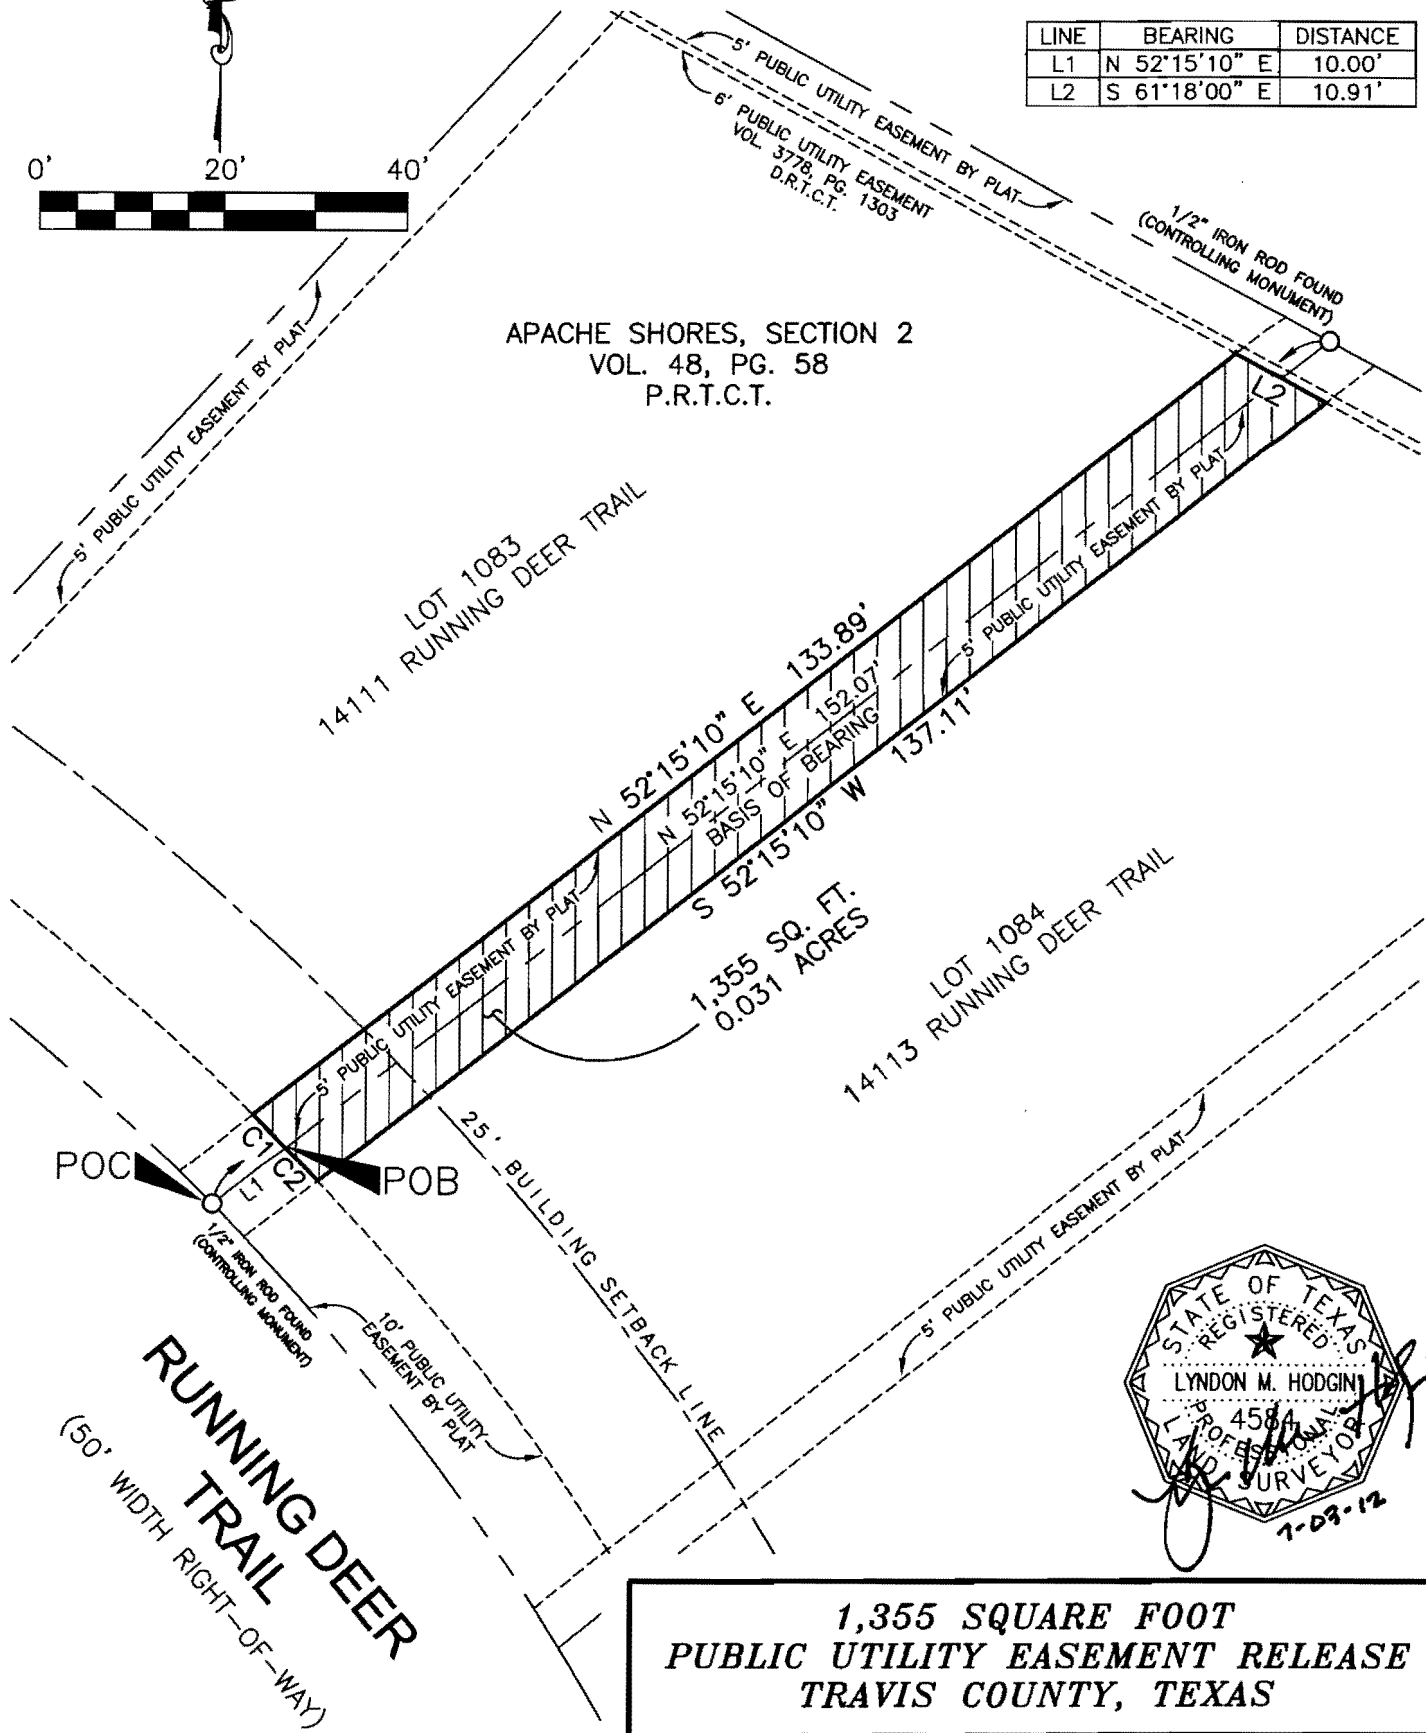 LINE BEARING DISTANCE
L1 N 52°15'10" E 10.00'
L2 S 61°18'00" E 10.91'
0' 20' 40'
5' PUBLIC UTILITY EASEMENT BY PLAT
6' PUBLIC UTILITY EASEMENT
VOL. 3778, PG. 1303
D.R.T.C.T.
1/2" IRON ROD FOUND
(CONTROLLING MONUMENT)
5' PUBLIC UTILITY EASEMENT BY PLAT
APACHE SHORES, SECTION 2
VOL. 48, PG. 58
P.R.T.C.T.
L2
LOT 1083
14111 RUNNING DEER TRAIL
5' PUBLIC UTILITY EASEMENT BY PLAT
N 52°15'10" E 133.89'
N 52°15'10" E 152.07'
BASIS OF BEARING
S 52°15'10" W 137.11'
5' PUBLIC UTILITY EASEMENT BY PLAT
1,355 SQ. FT.
0.031 ACRES
LOT 1084
14113 RUNNING DEER TRAIL
C1
C2
L1
POC
POB
1/2" IRON ROD FOUND
(CONTROLLING MONUMENT)
25' BUILDING SETBACK LINE
10' PUBLIC UTILITY
EASEMENT BY PLAT
5' PUBLIC UTILITY EASEMENT BY PLAT
RUNNING DEER
TRAIL
(50' WIDTH RIGHT-OF-WAY)
STATE OF TEXAS
REGISTERED
LYNDON M. HODGIN
4584
PROFESSIONAL
LAND SURVEYOR
7-03-12
1,355 SQUARE FOOT
PUBLIC UTILITY EASEMENT RELEASE
TRAVIS COUNTY, TEXAS